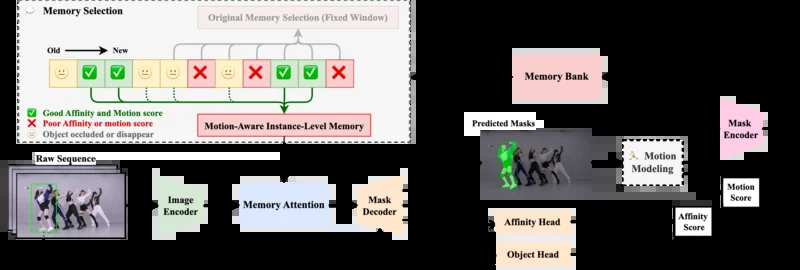 Memory Selection
Original Memory Selection (Fixed Window)
Old
New
Good Affinity and Motion score
Poor Affinity or motion score
Object occluded or disappear
Motion-Aware Instance-Level Memory
Raw Sequence
Image
Encoder
Memory Attention
Mask
Decoder
Memory Bank
Predicted Masks
Motion
Modeling
Mask
Encoder
Motion
Score
Affinity
Score
Affinity Head
Object Head